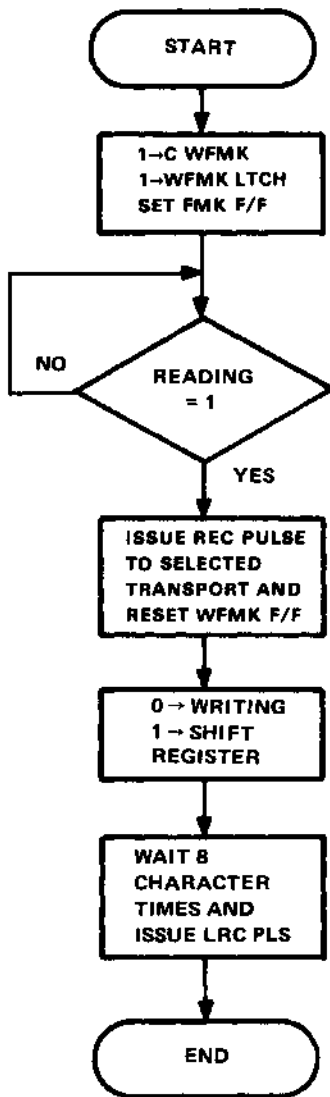 START
1→C WFMK
1→WFMK LTCH
SET FMK F/F
NO
READING
= 1
YES
ISSUE REC PULSE
TO SELECTED
TRANSPORT AND
RESET WFMK F/F
0→ WRITING
1→ SHIFT
REGISTER
WAIT 8
CHARACTER
TIMES AND
ISSUE LRC PLS
END